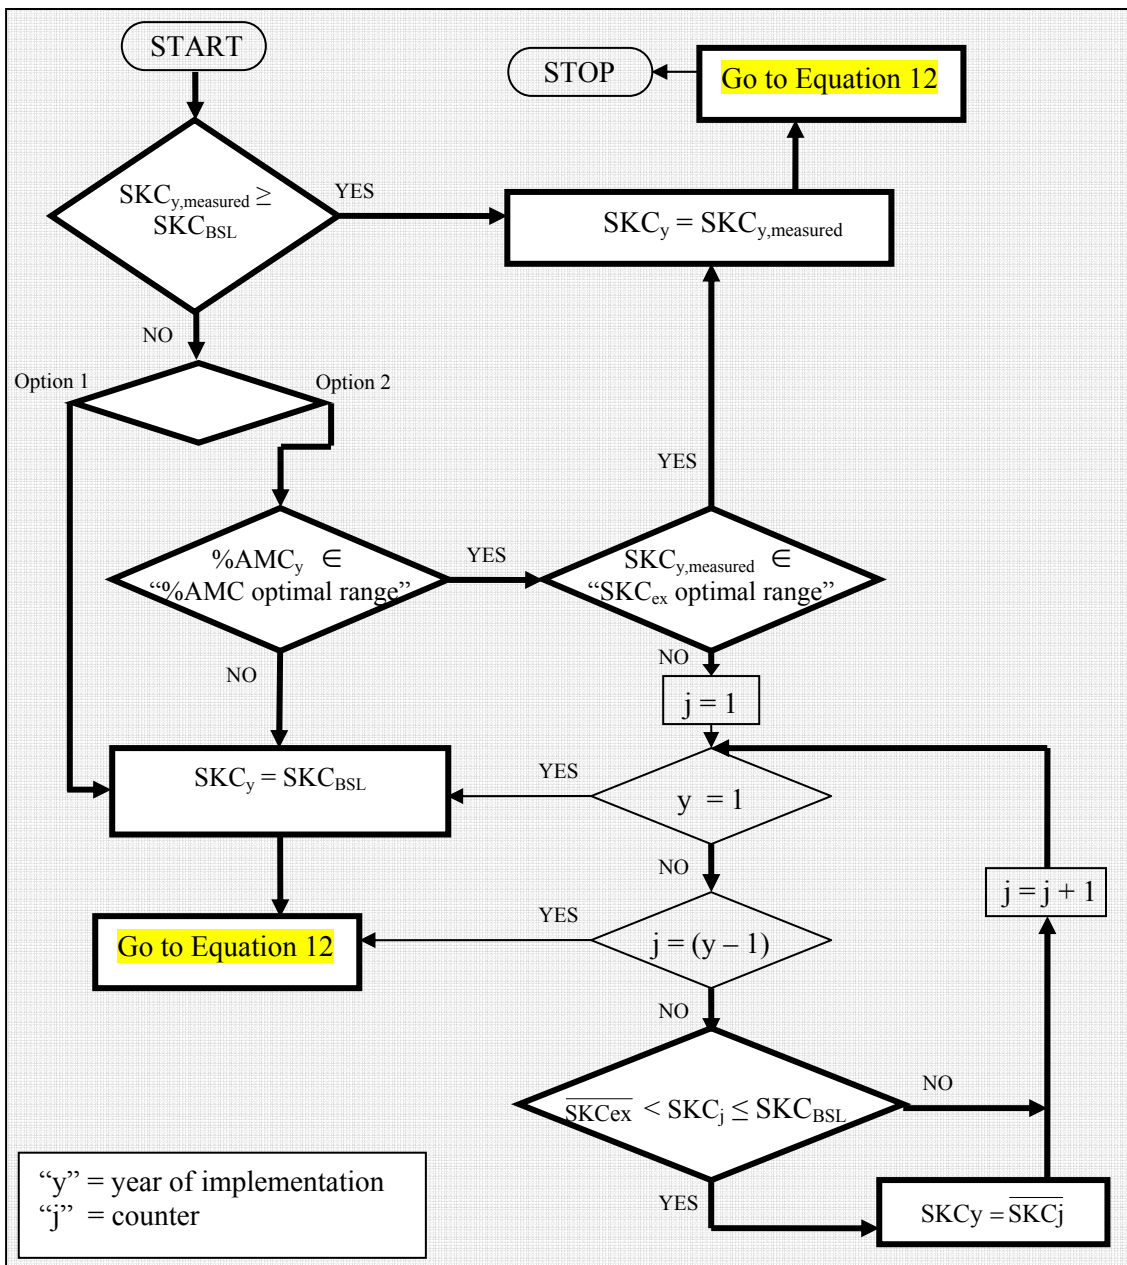 START
STOP
Go to Equation 12
SKCy,measured ≥
SKCBSL
YES
SKCy = SKCy,measured
NO
Option 1
Option 2
YES
%AMCy ∈
“%AMC optimal range”
YES
SKCy,measured ∈
“SKCex optimal range”
NO
NO
j = 1
SKCy = SKCBSL
YES
y = 1
NO
j = j + 1
YES
Go to Equation 12
j = (y – 1)
NO
NO
S̅K̅C̅e̅x̅ < SKCj ≤ SKCBSL
YES
SKCy = S̅K̅C̅j̅
“y” = year of implementation
“j” = counter